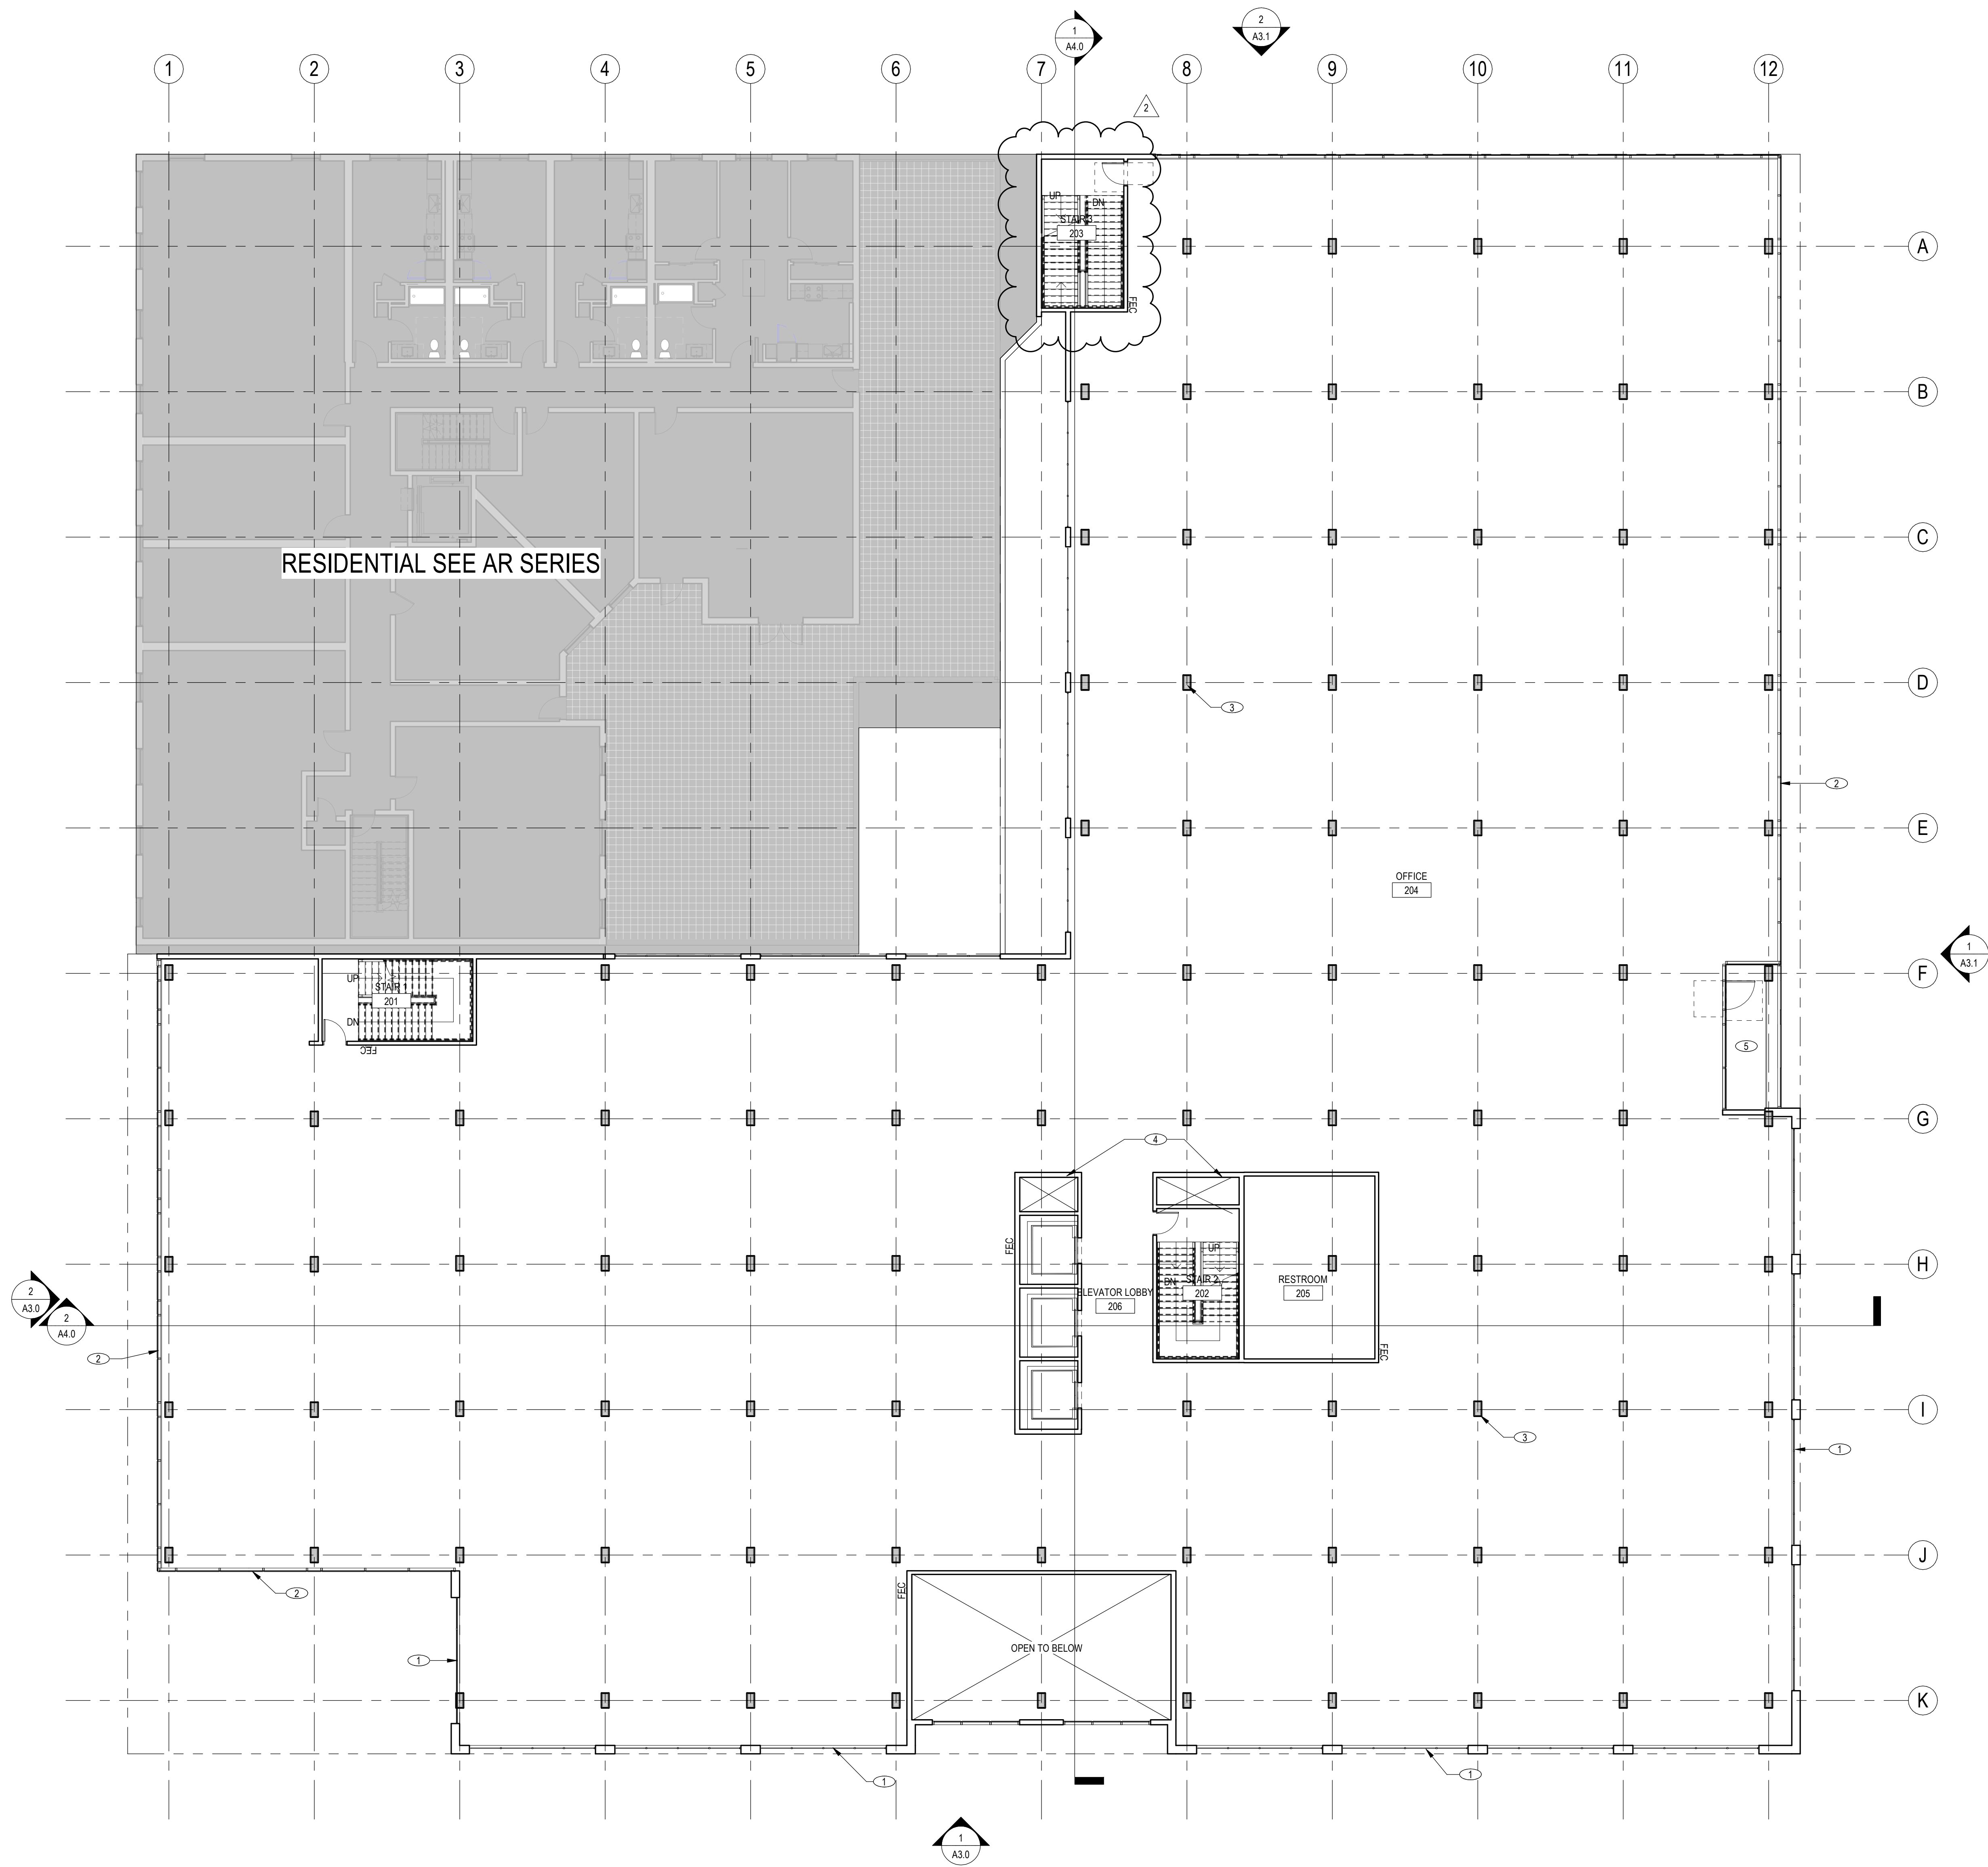 1
A4.0
2
A3.1
1
2
3
4
5
6
7
8
9
10
11
12
2
UP
DN
STAIR 3
203
A
FEC
B
C
RESIDENTIAL SEE AR SERIES
D
3
2
E
OFFICE
204
1
A3.1
F
UP
STAIR 1
201
DN
FEC
5
G
4
FEC
UP
H
DN
STAIR 2
202
RESTROOM
205
ELEVATOR LOBBY
206
2
A3.0
2
A4.0
2
FEC
I
3
1
J
2
FEC
OPEN TO BELOW
1
K
1
1
1
A3.0